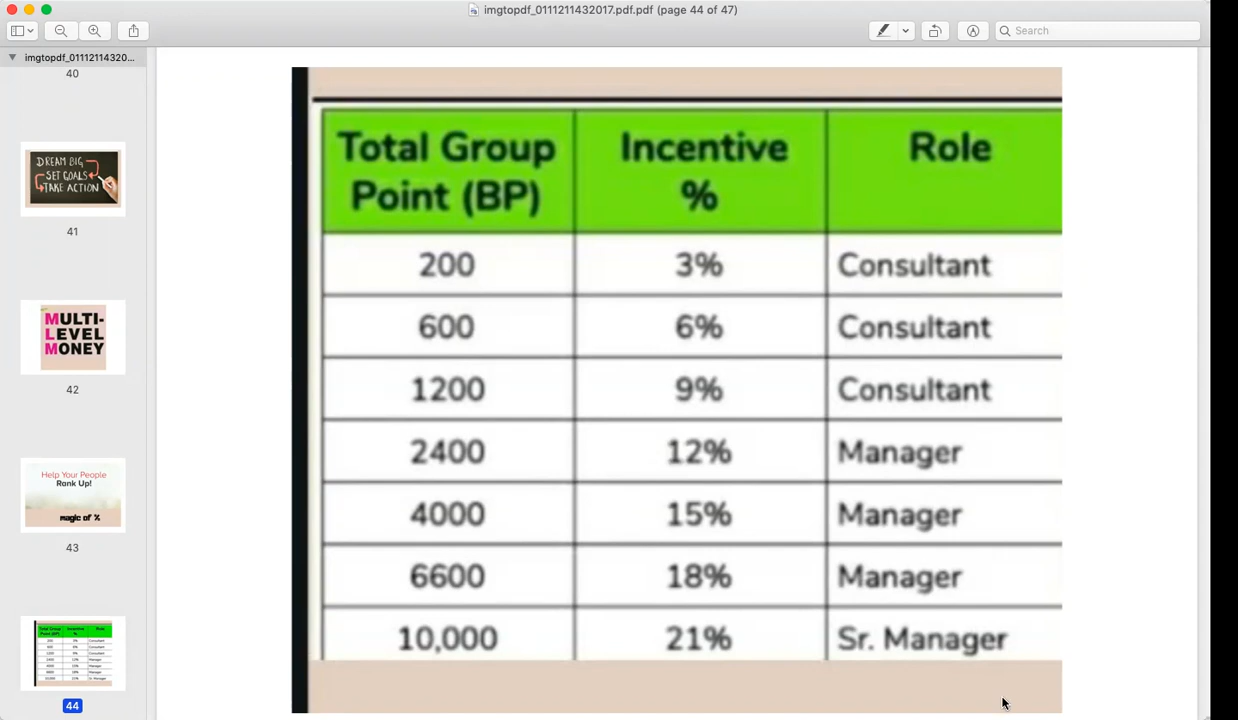 imgtopdf_0111211432017.pdf.pdf (page 44 of 47)
Search
imgtopdf_01112114320...
40
DREAM BIG
SET GOALS
TAKE ACTION
41
MULTI-
LEVEL
MONEY
42
Help Your People
Rank Up!
magic of %
43
44
Total Group Point (BP) Incentive % Role
200 3% Consultant
600 6% Consultant
1200 9% Consultant
2400 12% Manager
4000 15% Manager
6600 18% Manager
10,000 21% Sr. Manager